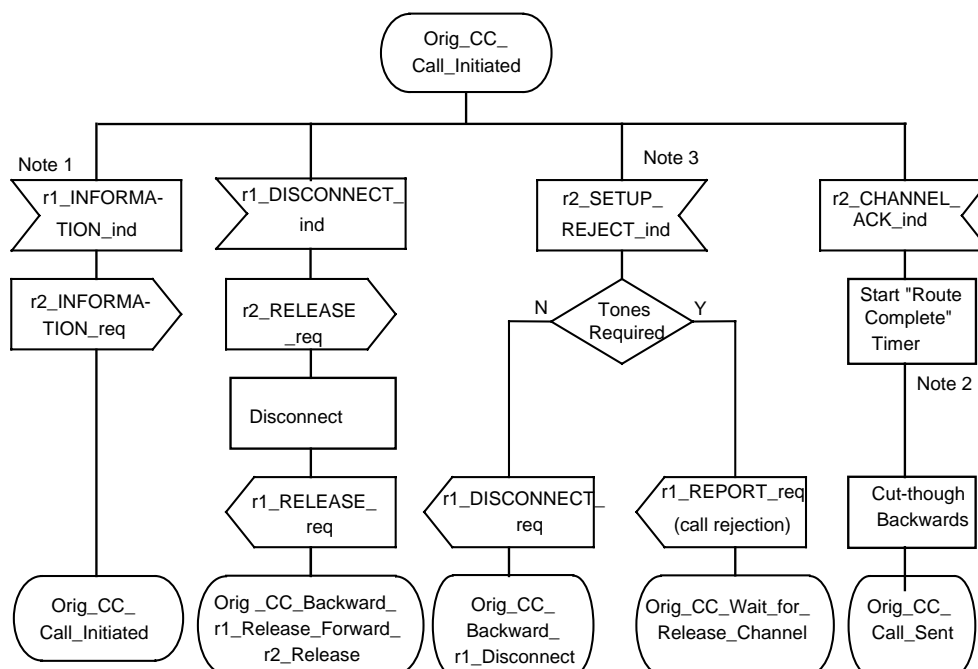 Orig_CC_
Call_Initiated
Note 1
r1_INFORMA-
TION_ind
r2_INFORMA-
TION_req
Orig_CC_
Call_Initiated
r1_DISCONNECT_
ind
r2_RELEASE
_req
Disconnect
r1_RELEASE_
req
Orig _CC_Backward_
r1_Release_Forward_
r2_Release
Note 3
r2_SETUP_
REJECT_ind
Tones
Required
N
Y
r1_DISCONNECT_
req
Orig_CC_
Backward_
r1_Disconnect
r1_REPORT_req
(call rejection)
Orig_CC_Wait_for_
Release_Channel
r2_CHANNEL_
ACK_ind
Start "Route
Complete"
Timer
Note 2
Cut-though
Backwards
Orig_CC_
Call_Sent